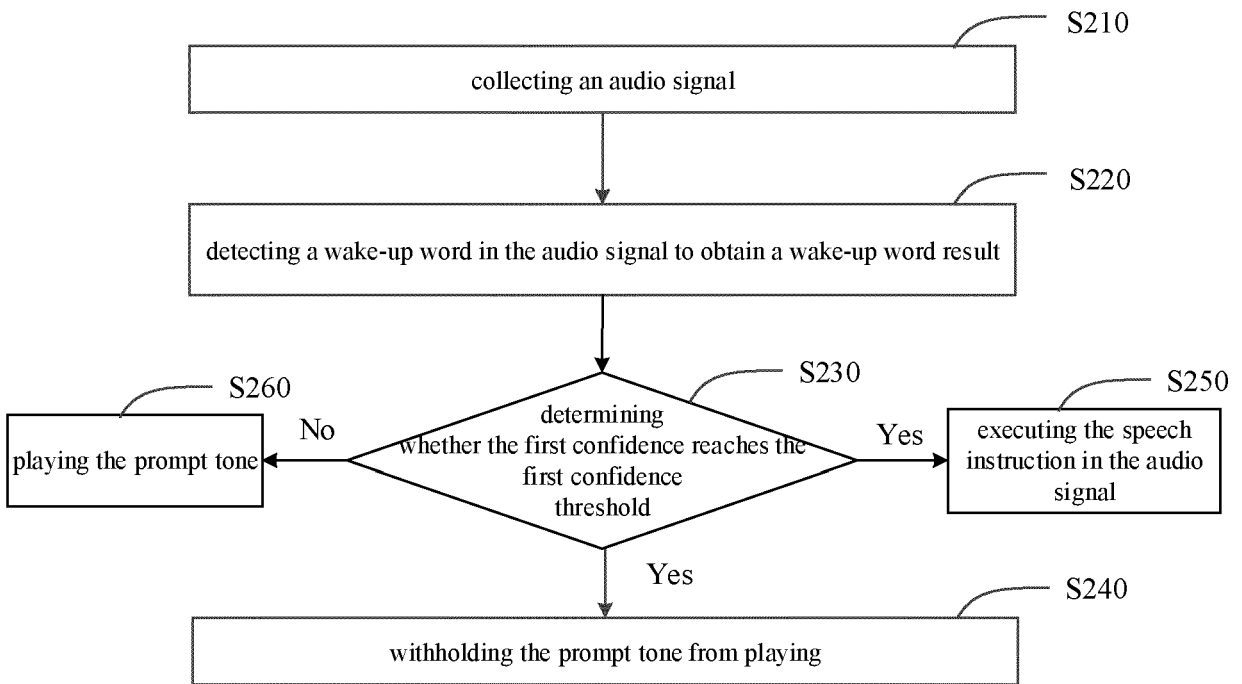 S210
collecting an audio signal
S220
detecting a wake-up word in the audio signal to obtain a wake-up word result
S230
determining
whether the first confidence reaches the
first confidence
threshold
S260
No
playing the prompt tone
Yes
S250
executing the speech
instruction in the audio
signal
Yes
S240
withholding the prompt tone from playing